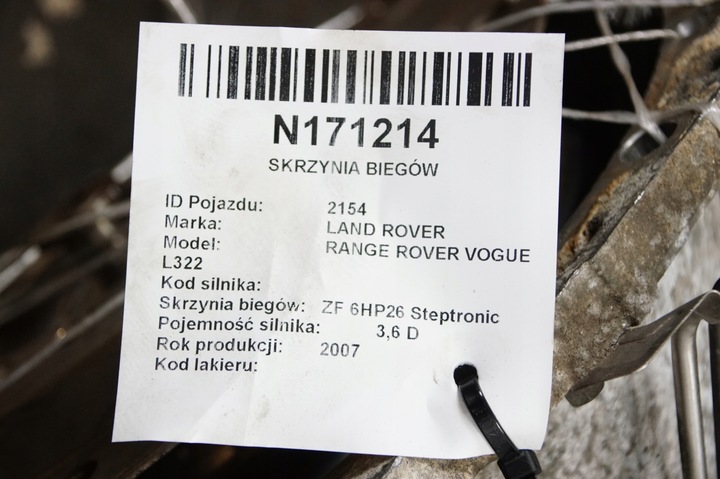 N171214
SKRZYNIA BIEGÓW
ID Pojazdu: 2154
Marka: LAND ROVER
Model: RANGE ROVER VOGUE
L322
Kod silnika:
Skrzynia biegów: ZF 6HP26 Steptronic
Pojemność silnika: 3,6 D
Rok produkcji: 2007
Kod lakieru: